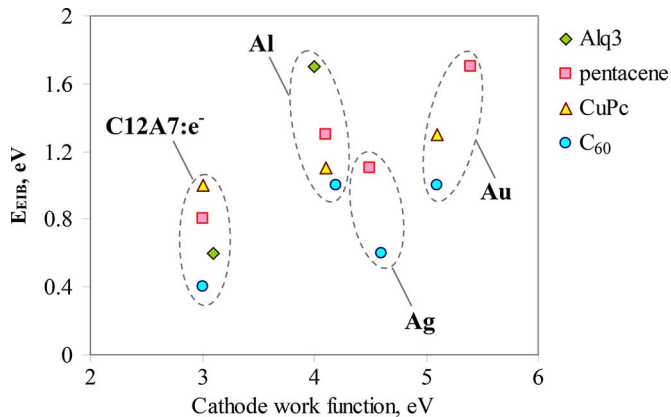 2
1.6
1.2
0.8
0.4
0
E_EIB, eV
2
3
4
5
6
Cathode work function, eV
C12A7:e⁻
Al
Ag
Au
Alq3
pentacene
CuPc
C₆₀